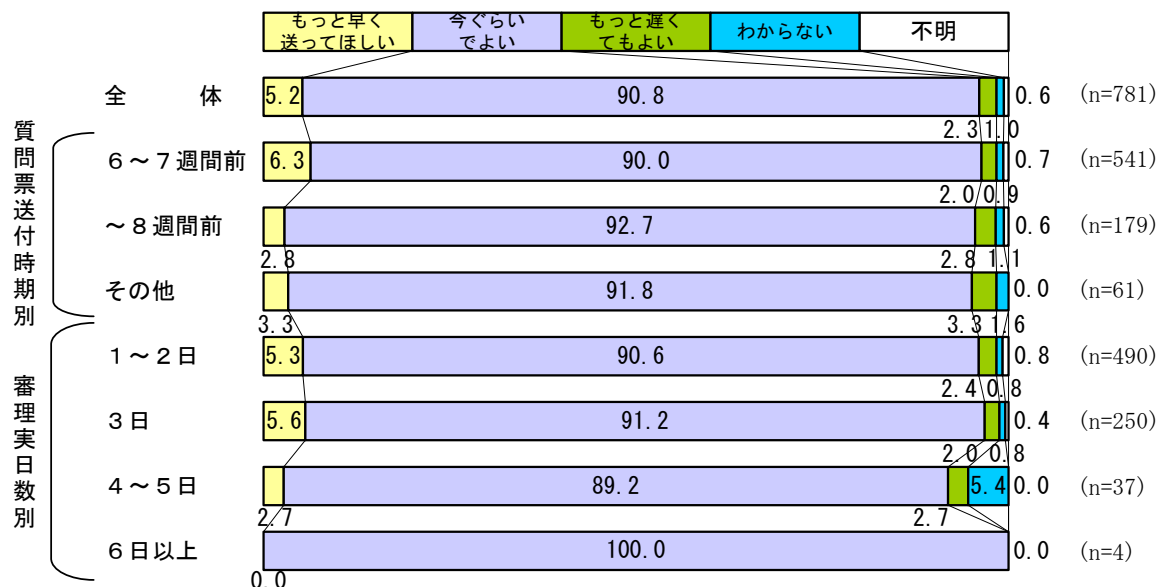 もっと早く
送ってほしい
今ぐらい
でよい
もっと遅く
てもよい
わからない
不明
全　　　体
5.2
90.8
2.3
1.0
0.6
(n=781)
質問票送付時期別
６～７週間前
6.3
90.0
2.0
0.9
0.7
(n=541)
～８週間前
2.8
92.7
2.8
1.1
0.6
(n=179)
その他
3.3
91.8
3.3
1.6
0.0
(n=61)
審理実日数別
１～２日
5.3
90.6
2.4
0.8
0.8
(n=490)
３日
5.6
91.2
2.0
0.8
0.4
(n=250)
４～５日
2.7
89.2
2.7
5.4
0.0
(n=37)
６日以上
0.0
100.0
0.0
(n=4)